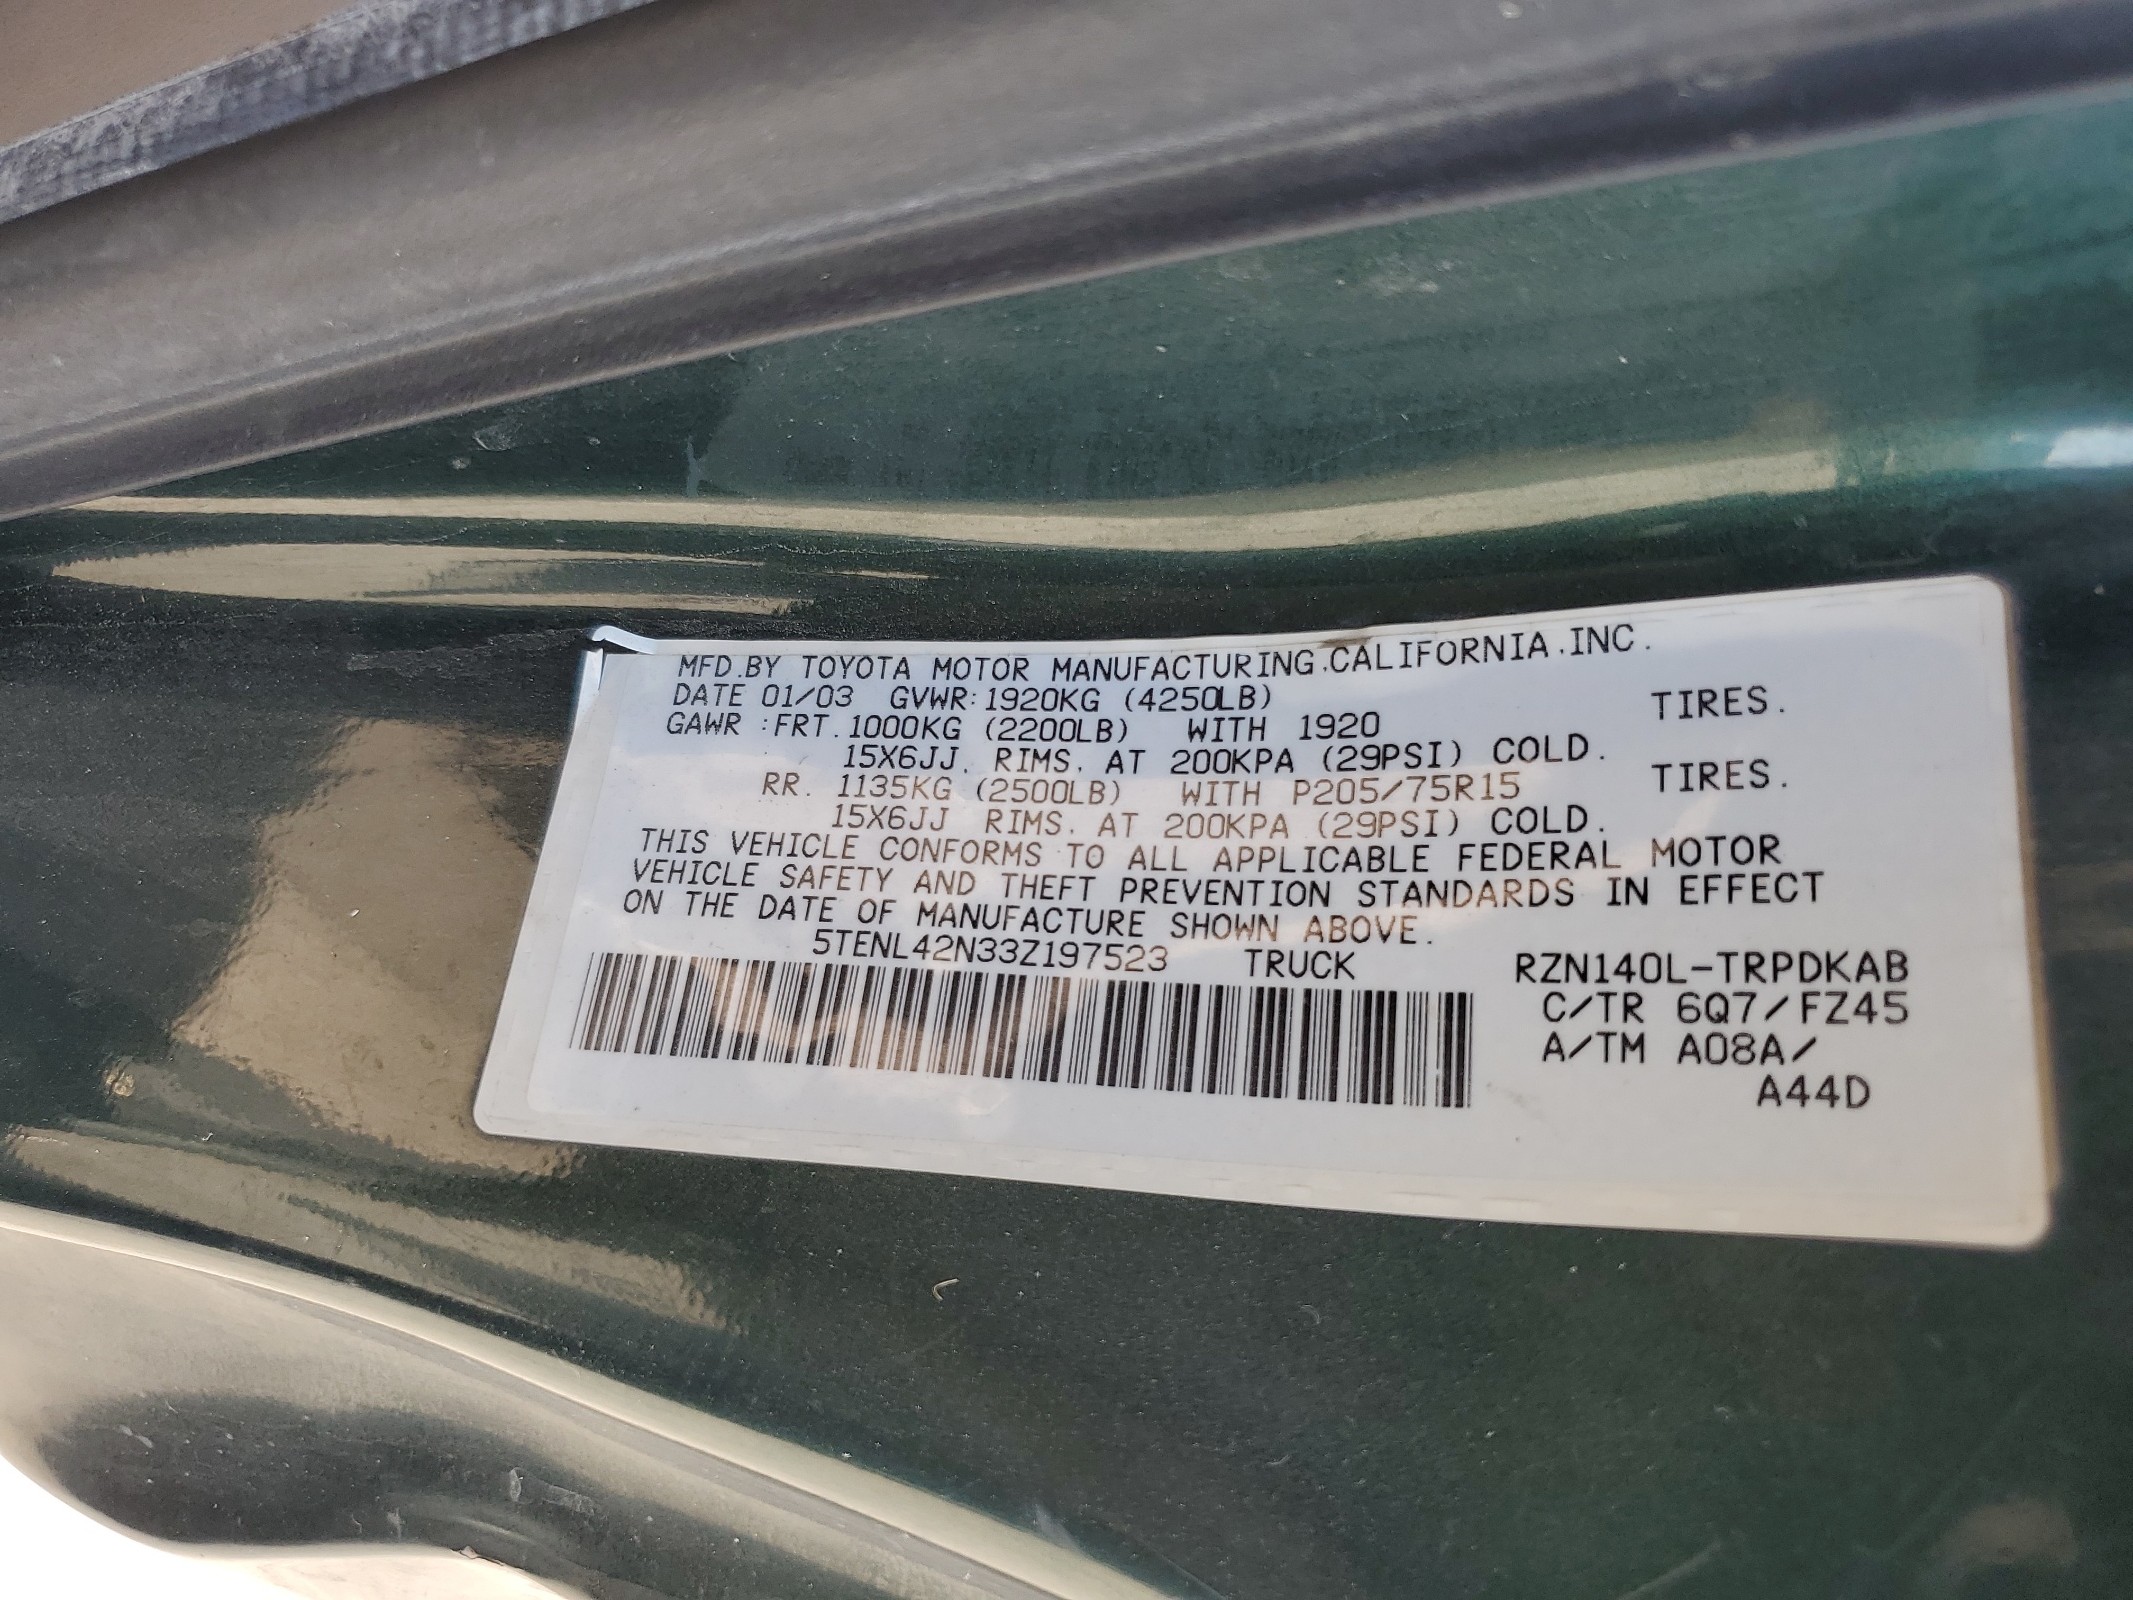 MFD.BY TOYOTA MOTOR MANUFACTURING.CALIFORNIA.INC.
DATE 01/03 GVWR:1920KG (4250LB)
GAWR :FRT.1000KG (2200LB) WITH 1920 TIRES.
15X6JJ. RIMS. AT 200KPA (29PSI) COLD.
RR. 1135KG (2500LB) WITH P205/75R15 TIRES.
15X6JJ RIMS. AT 200KPA (29PSI) COLD.
THIS VEHICLE CONFORMS TO ALL APPLICABLE FEDERAL MOTOR
VEHICLE SAFETY AND THEFT PREVENTION STANDARDS IN EFFECT
ON THE DATE OF MANUFACTURE SHOWN ABOVE.
5TENL42N33Z197523 TRUCK RZN140L-TRPDKAB
C/TR 6Q7/FZ45
A/TM A08A/
A44D